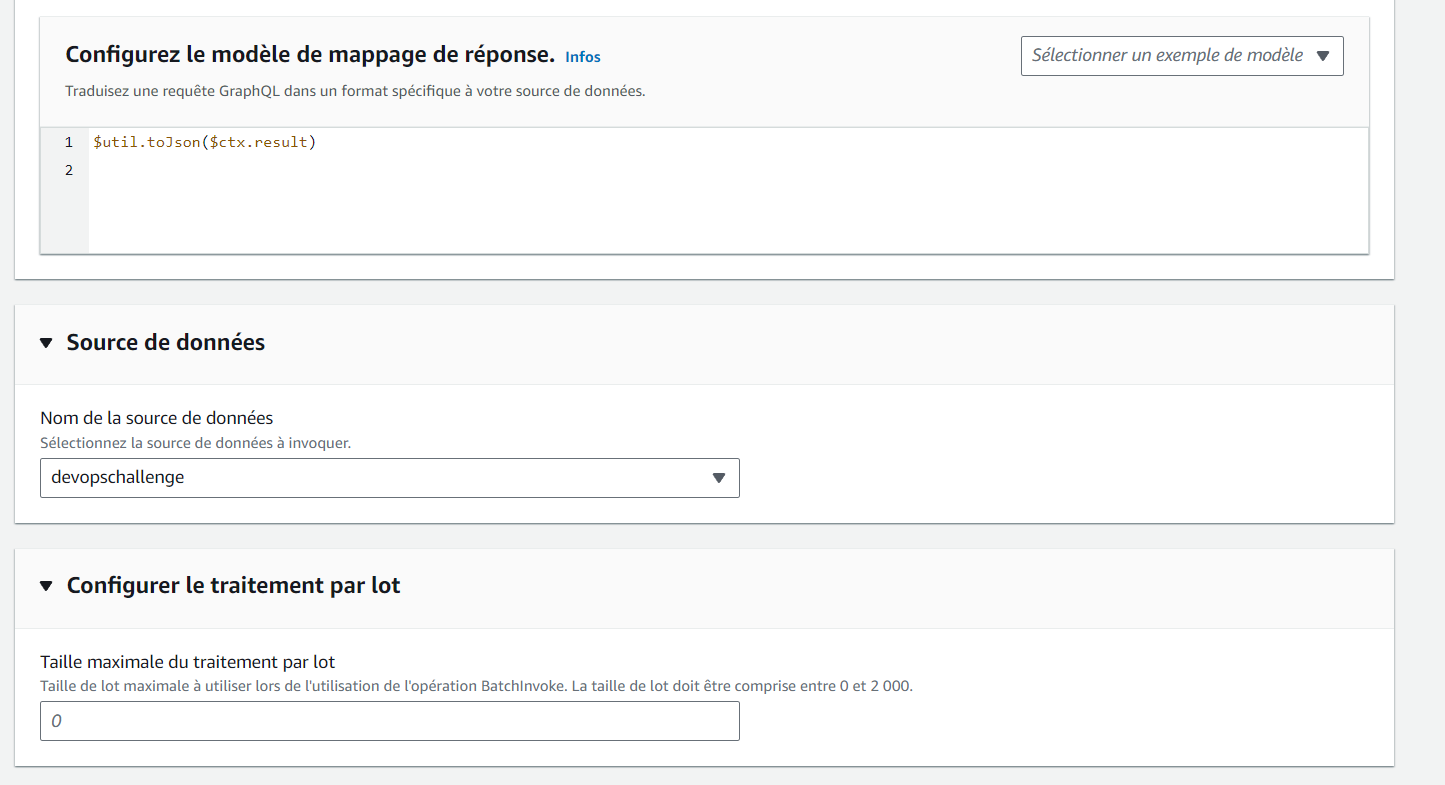 Configurez le modèle de mappage de réponse. Infos
Sélectionner un exemple de modèle
Traduisez une requête GraphQL dans un format spécifique à votre source de données.
1 $util.toJson($ctx.result)
2
Source de données
Nom de la source de données
Sélectionnez la source de données à invoquer.
devopschallenge
Configurer le traitement par lot
Taille maximale du traitement par lot
Taille de lot maximale à utiliser lors de l'utilisation de l'opération BatchInvoke. La taille de lot doit être comprise entre 0 et 2 000.
0